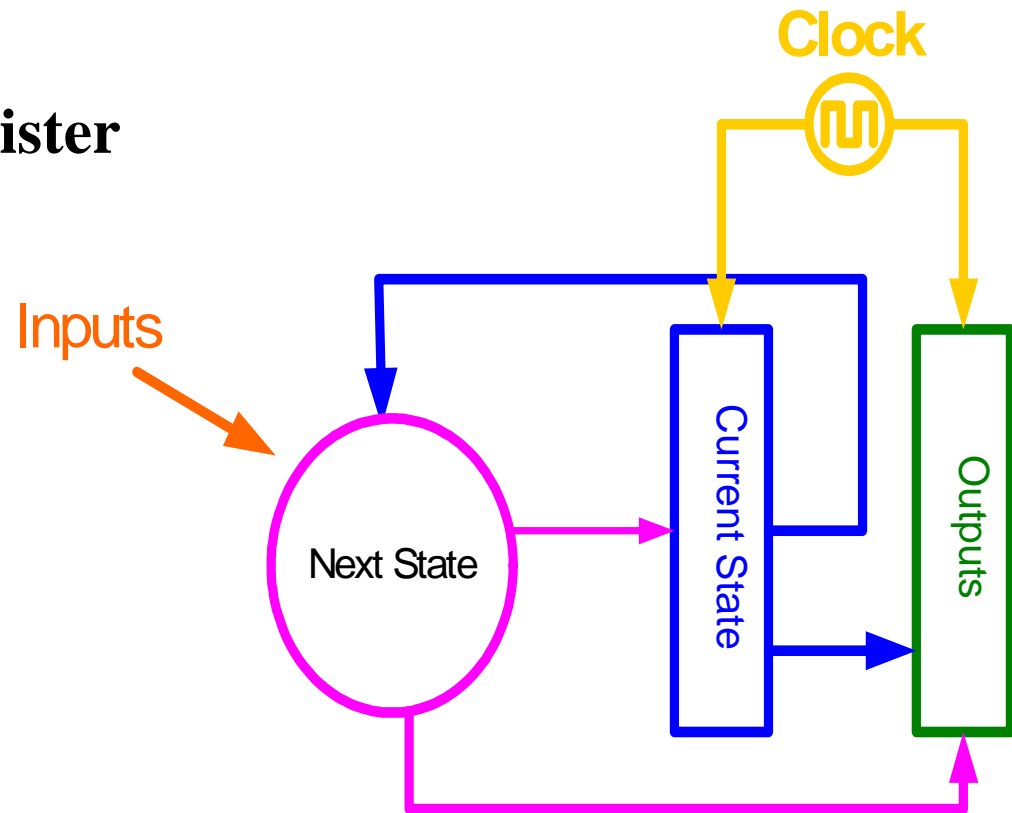 Clock
ister
Inputs
Next State
Current State
Outputs